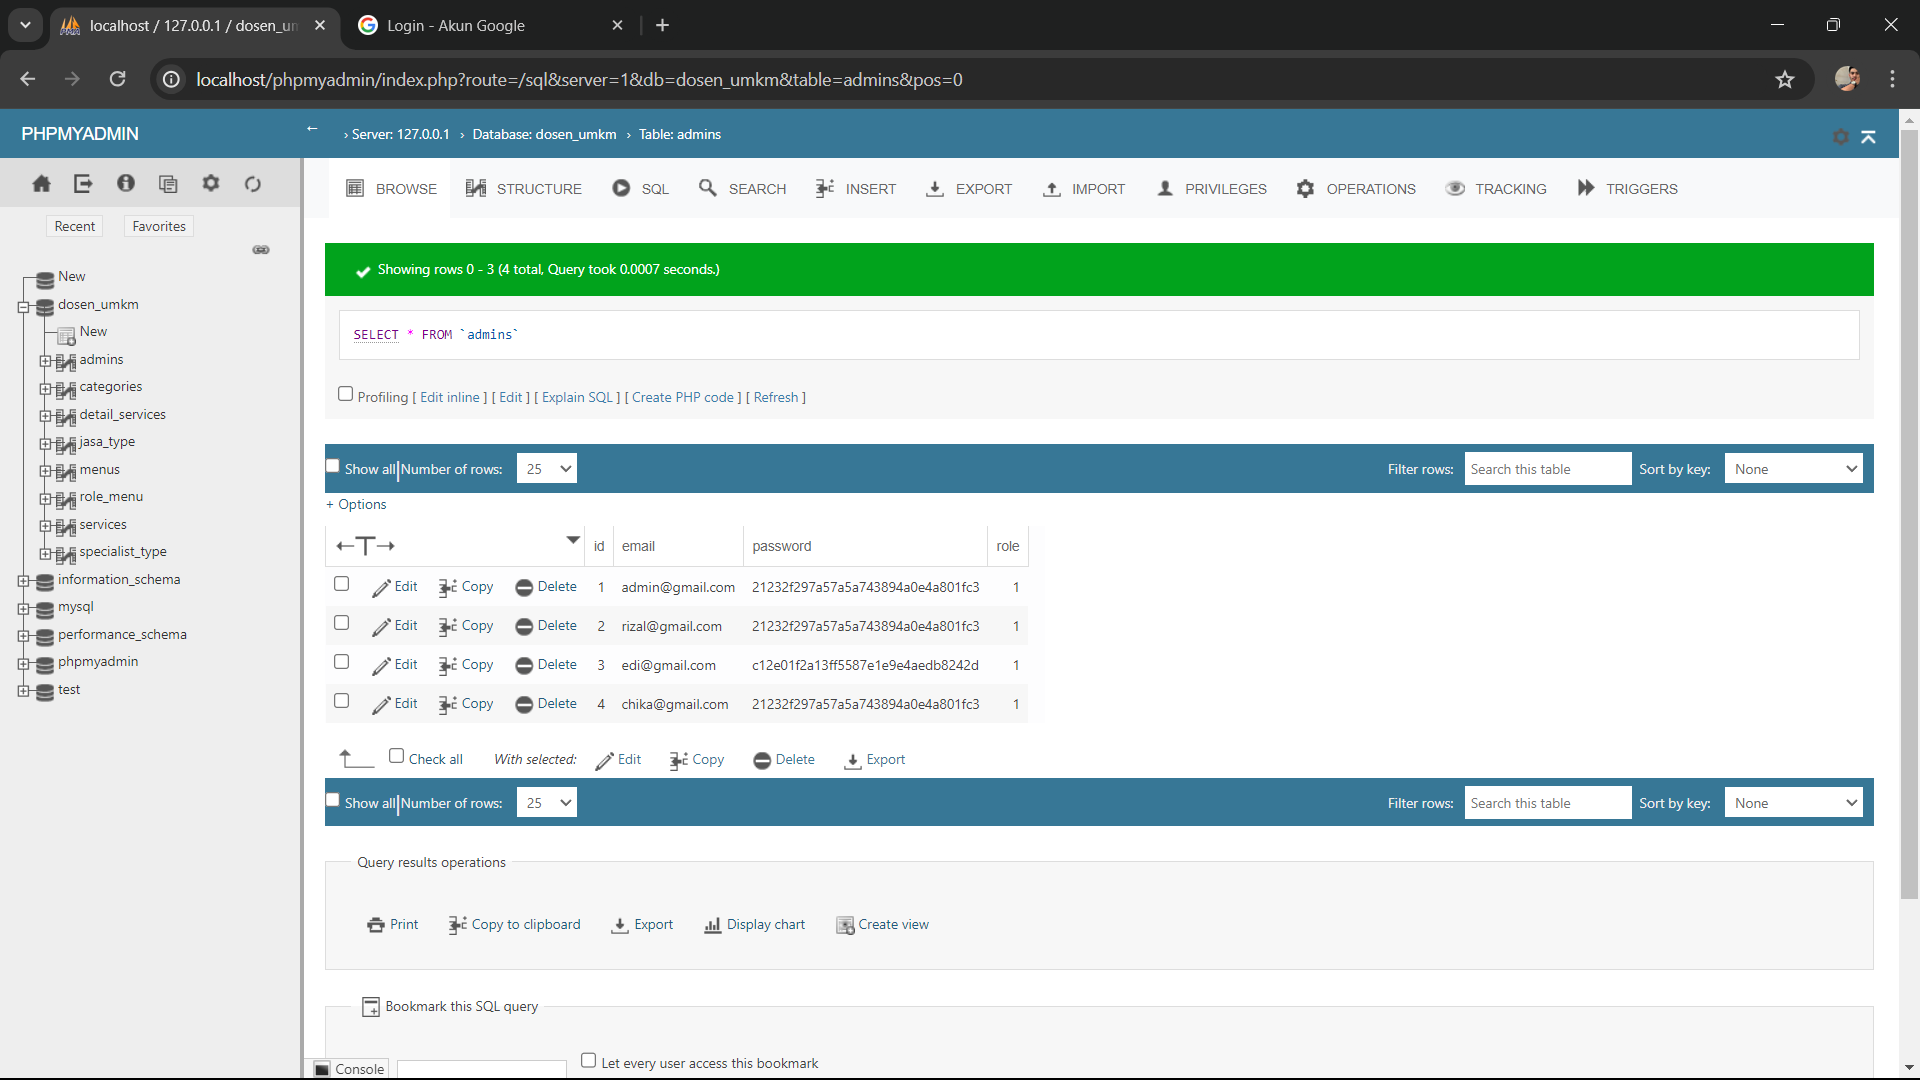 localhost / 127.0.0.1 / dosen_um
Login - Akun Google
localhost/phpmyadmin/index.php?route=/sql&server=1&db=dosen_umkm&table=admins&pos=0
PHPMYADMIN
← › Server: 127.0.0.1 › Database: dosen_umkm › Table: admins
BROWSE STRUCTURE SQL SEARCH INSERT EXPORT IMPORT PRIVILEGES OPERATIONS TRACKING TRIGGERS
Recent Favorites
New
dosen_umkm
New
admins
categories
detail_services
jasa_type
menus
role_menu
services
specialist_type
information_schema
mysql
performance_schema
phpmyadmin
test
Showing rows 0 - 3 (4 total, Query took 0.0007 seconds.)
SELECT * FROM `admins`
Profiling [ Edit inline ] [ Edit ] [ Explain SQL ] [ Create PHP code ] [ Refresh ]
Show all Number of rows: 25 Filter rows: Search this table Sort by key: None
+ Options
←T→ id email password role
Edit Copy Delete 1 admin@gmail.com 21232f297a57a5a743894a0e4a801fc3 1
Edit Copy Delete 2 rizal@gmail.com 21232f297a57a5a743894a0e4a801fc3 1
Edit Copy Delete 3 edi@gmail.com c12e01f2a13ff5587e1e9e4aedb8242d 1
Edit Copy Delete 4 chika@gmail.com 21232f297a57a5a743894a0e4a801fc3 1
Check all With selected: Edit Copy Delete Export
Show all Number of rows: 25 Filter rows: Search this table Sort by key: None
Query results operations
Print Copy to clipboard Export Display chart Create view
Bookmark this SQL query
Let every user access this bookmark
Console